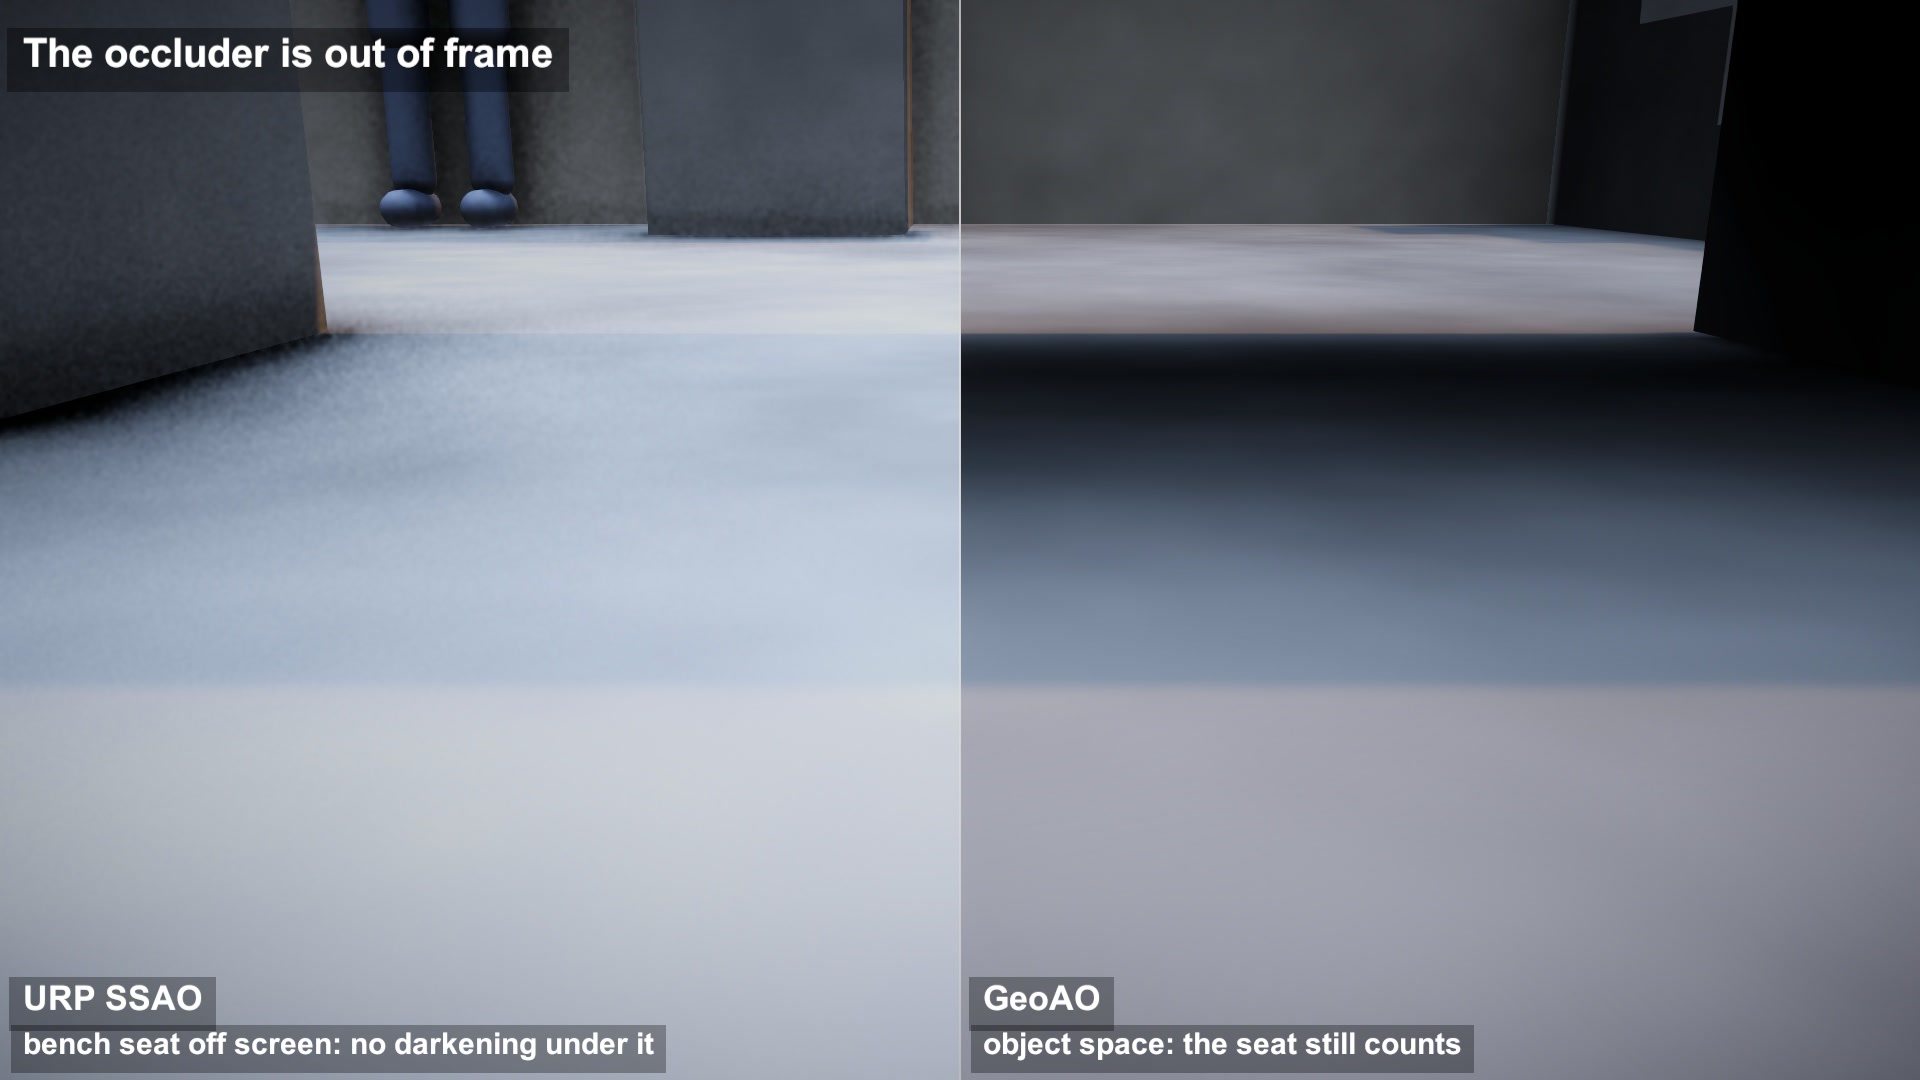 The occluder is out of frame
URP SSAO
bench seat off screen: no darkening under it
GeoAO
object space: the seat still counts